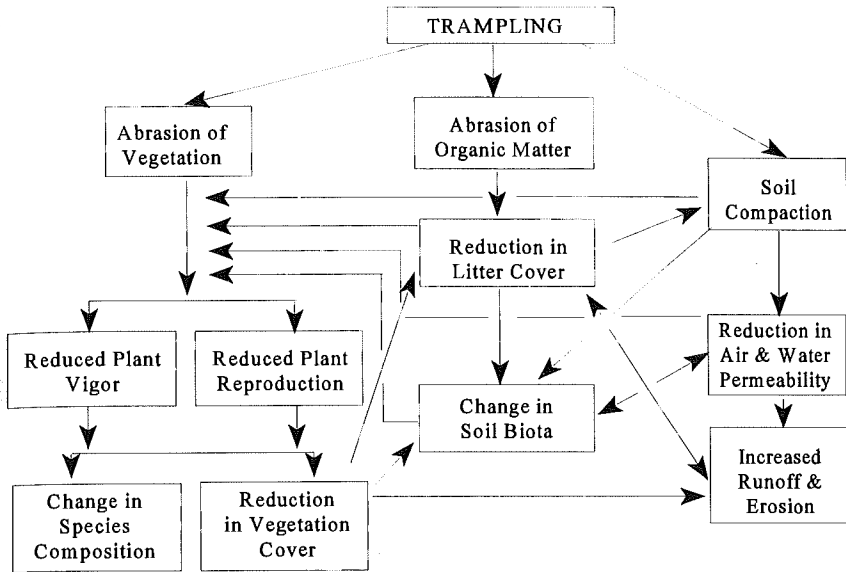 TRAMPLING
Abrasion of
Vegetation
Abrasion of
Organic Matter
Soil
Compaction
Reduction in
Litter Cover
Reduced Plant
Vigor
Reduced Plant
Reproduction
Reduction in
Air & Water
Permeability
Change in
Soil Biota
Change in
Species
Composition
Reduction
in Vegetation
Cover
Increased
Runoff &
Erosion